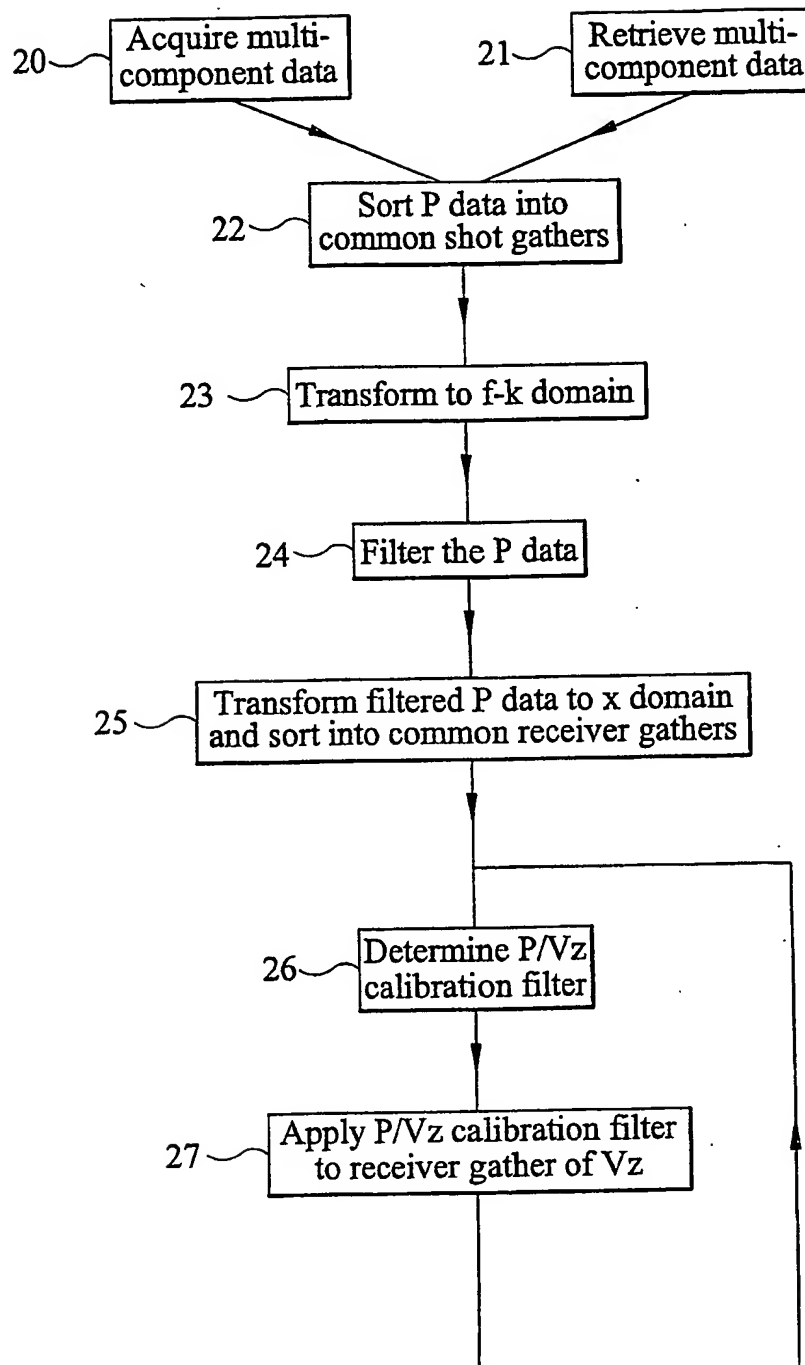 20
Acquire multi-
component data
21
Retrieve multi-
component data
22
Sort P data into
common shot gathers
23
Transform to f-k domain
24
Filter the P data
25
Transform filtered P data to x domain
and sort into common receiver gathers
26
Determine P/Vz
calibration filter
27
Apply P/Vz calibration filter
to receiver gather of Vz